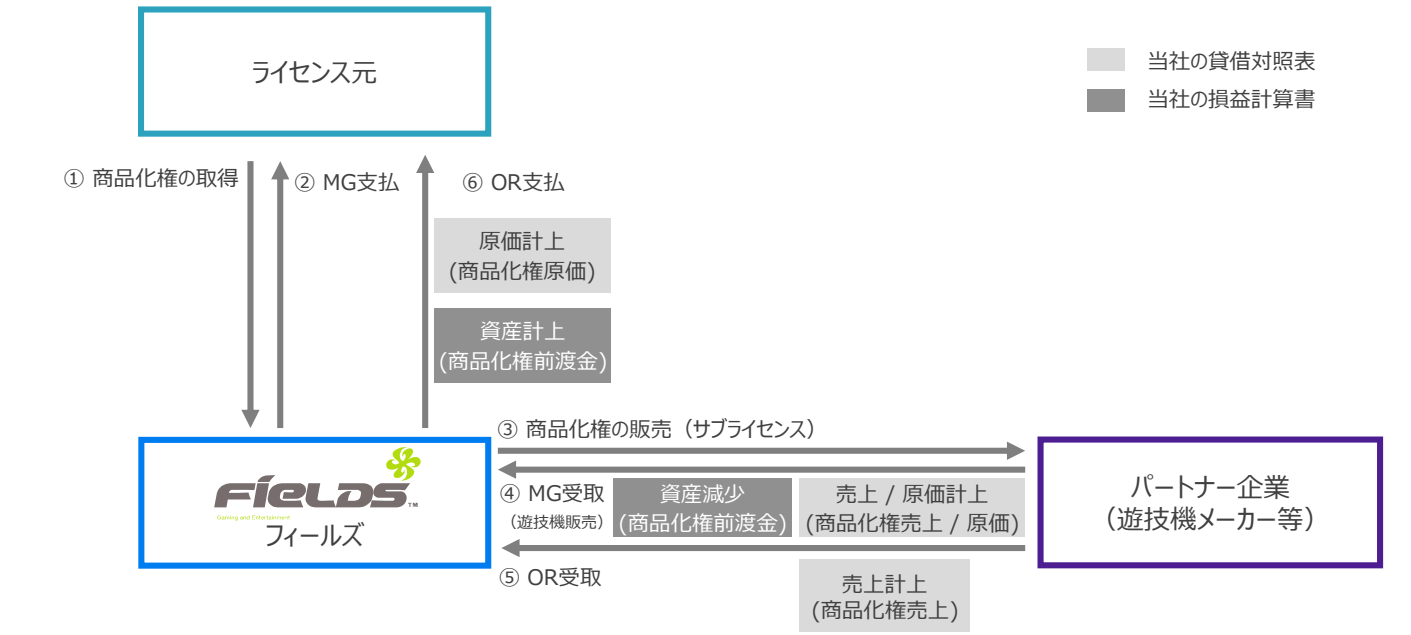 ライセンス元
当社の貸借対照表
当社の損益計算書
① 商品化権の取得
② MG支払
⑥ OR支払
原価計上
(商品化権原価)
資産計上
(商品化権前渡金)
③ 商品化権の販売（サブライセンス）
FIELDS™
Gaming and Entertainment
フィールズ
④ MG受取
（遊技機販売）
資産減少
(商品化権前渡金)
売上 / 原価計上
(商品化権売上 / 原価)
パートナー企業
（遊技機メーカー等）
⑤ OR受取
売上計上
(商品化権売上)